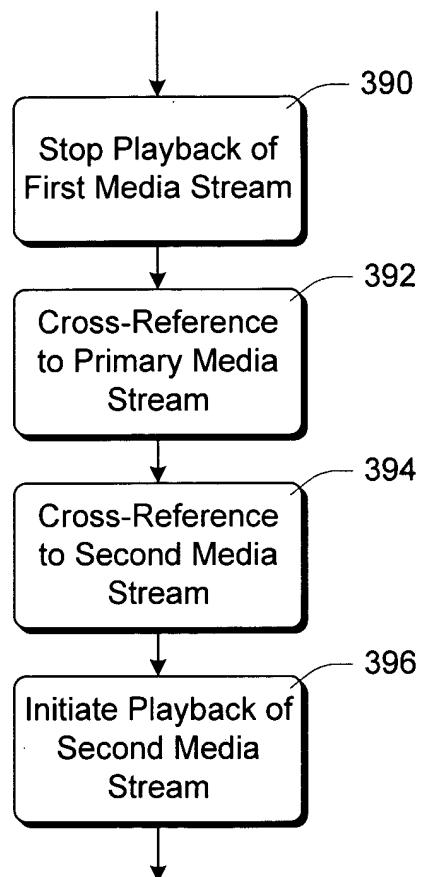 390
Stop Playback of
First Media Stream
392
Cross-Reference
to Primary Media
Stream
394
Cross-Reference
to Second Media
Stream
396
Initiate Playback of
Second Media
Stream